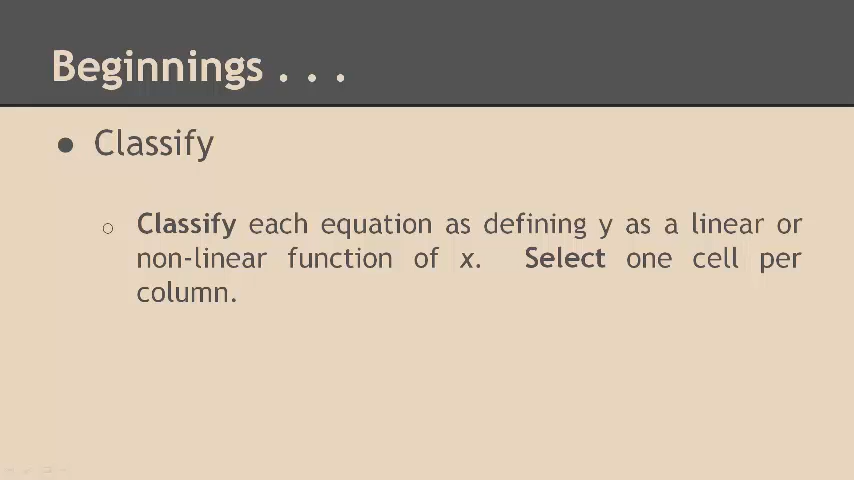 Beginnings . . .
● Classify
○ Classify each equation as defining y as a linear or
non-linear function of x. Select one cell per
column.